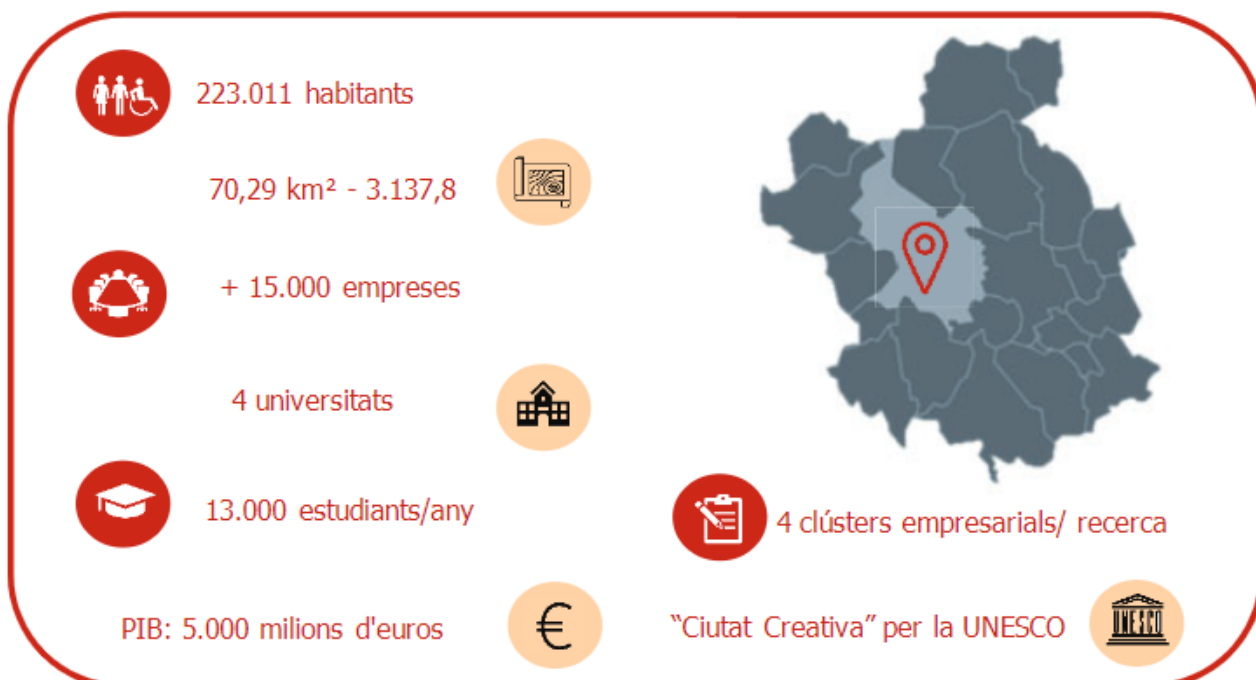 223.011 habitants
70,29 km² - 3.137,8
+ 15.000 empreses
4 universitats
13.000 estudiants/any
4 clústers empresarials/ recerca
PIB: 5.000 milions d'euros
“Ciutat Creativa” per la UNESCO
UNESCO